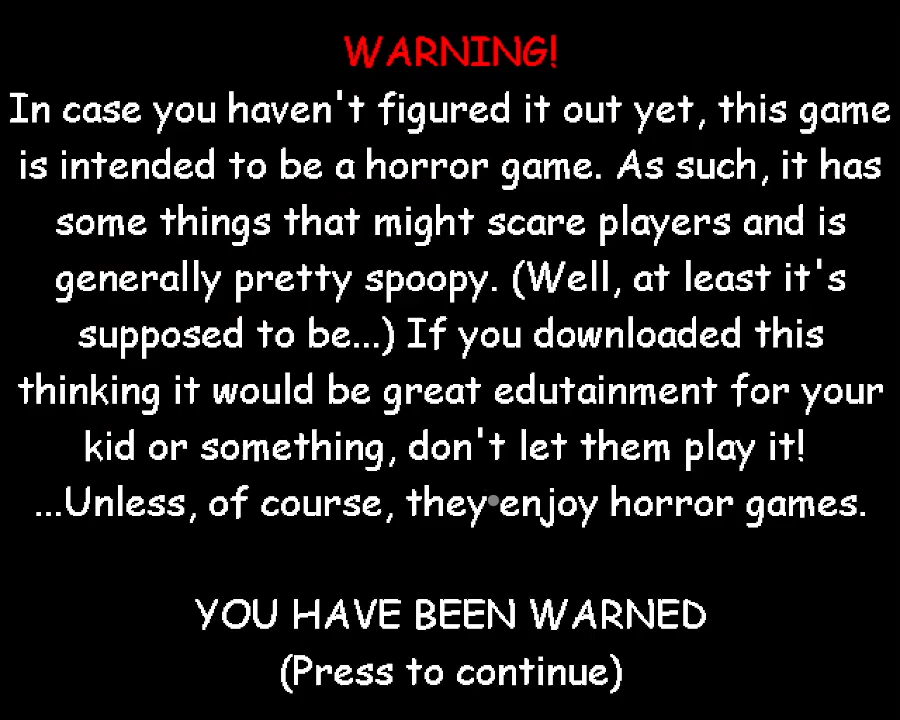 WARNING!
In case you haven't figured it out yet, this game
is intended to be a horror game. As such, it has
some things that might scare players and is
generally pretty spoopy. (Well, at least it's
supposed to be...) If you downloaded this
thinking it would be great edutainment for your
kid or something, don't let them play it!
...Unless, of course, they enjoy horror games.
YOU HAVE BEEN WARNED
(Press to continue)